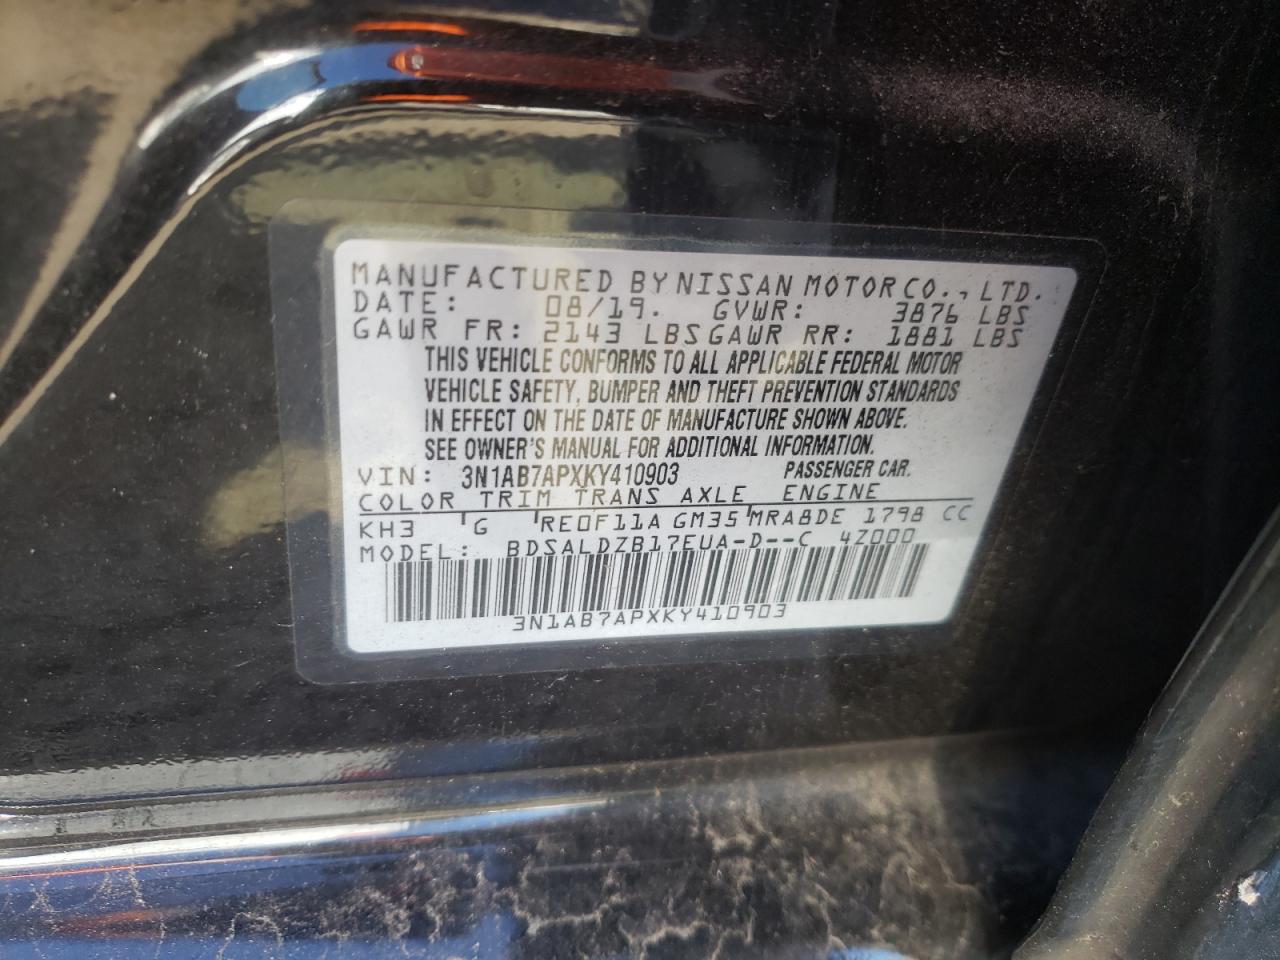 MANUFACTURED BY NISSAN MOTOR CO., LTD.
DATE: 08/19. GVWR: 3876 LBS
GAWR FR: 2143 LBS GAWR RR: 1881 LBS
THIS VEHICLE CONFORMS TO ALL APPLICABLE FEDERAL MOTOR
VEHICLE SAFETY, BUMPER AND THEFT PREVENTION STANDARDS
IN EFFECT ON THE DATE OF MANUFACTURE SHOWN ABOVE.
SEE OWNER'S MANUAL FOR ADDITIONAL INFORMATION.
VIN: 3N1AB7APXKY410903 PASSENGER CAR.
COLOR TRIM TRANS AXLE ENGINE
KH3 G RE0F11A GM35 MRA8DE 1798 CC
MODEL: BDSALDZB17EUA-D--C 4Z000
3N1AB7APXKY410903